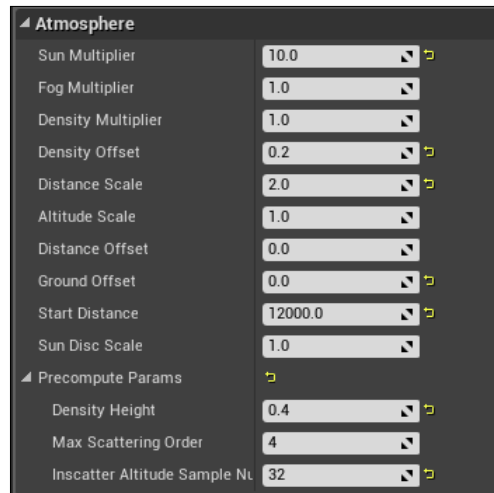 Atmosphere
Sun Multiplier 10.0
Fog Multiplier 1.0
Density Multiplier 1.0
Density Offset 0.2
Distance Scale 2.0
Altitude Scale 1.0
Distance Offset 0.0
Ground Offset 0.0
Start Distance 12000.0
Sun Disc Scale 1.0
Precompute Params
Density Height 0.4
Max Scattering Order 4
Inscatter Altitude Sample Nu 32